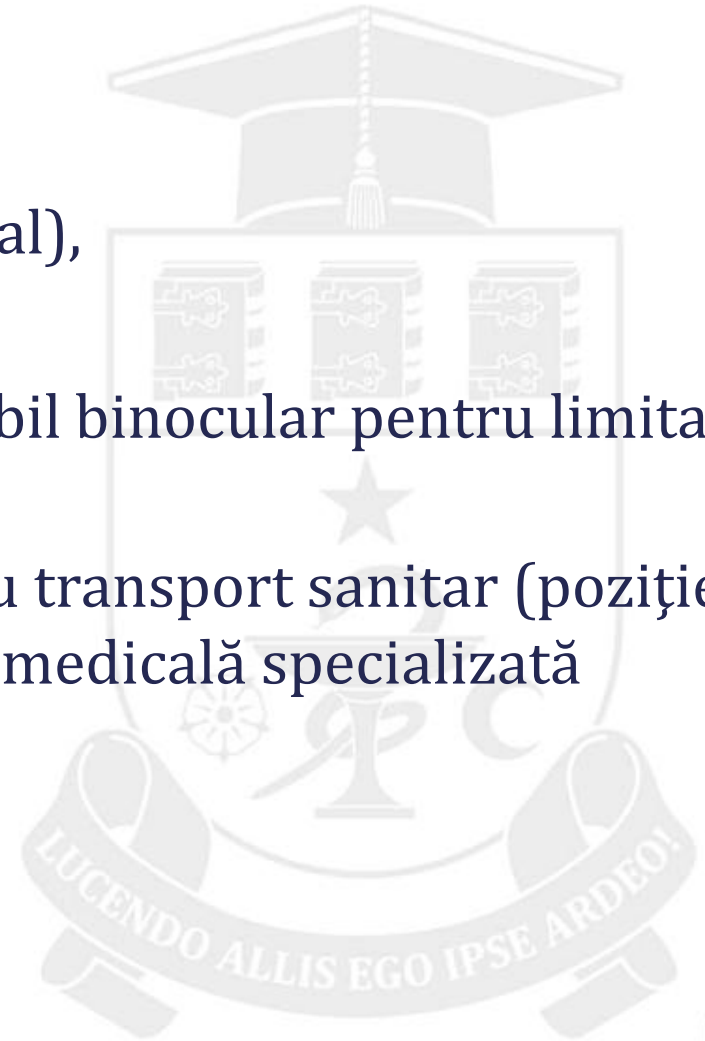 al),
bil binocular pentru limita
u transport sanitar (poziţie
medicală specializată
LUCENDO ALLIS EGO IPSE ARDEO!